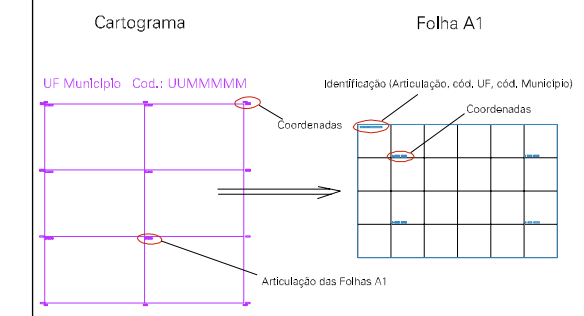 Cartograma
Folha A1
UF Município Cod.: UUMMMMM
Identificação (Articulação, cód. UF, cód. Município)
Coordenadas
Coordenadas
Articulação das Folhas A1